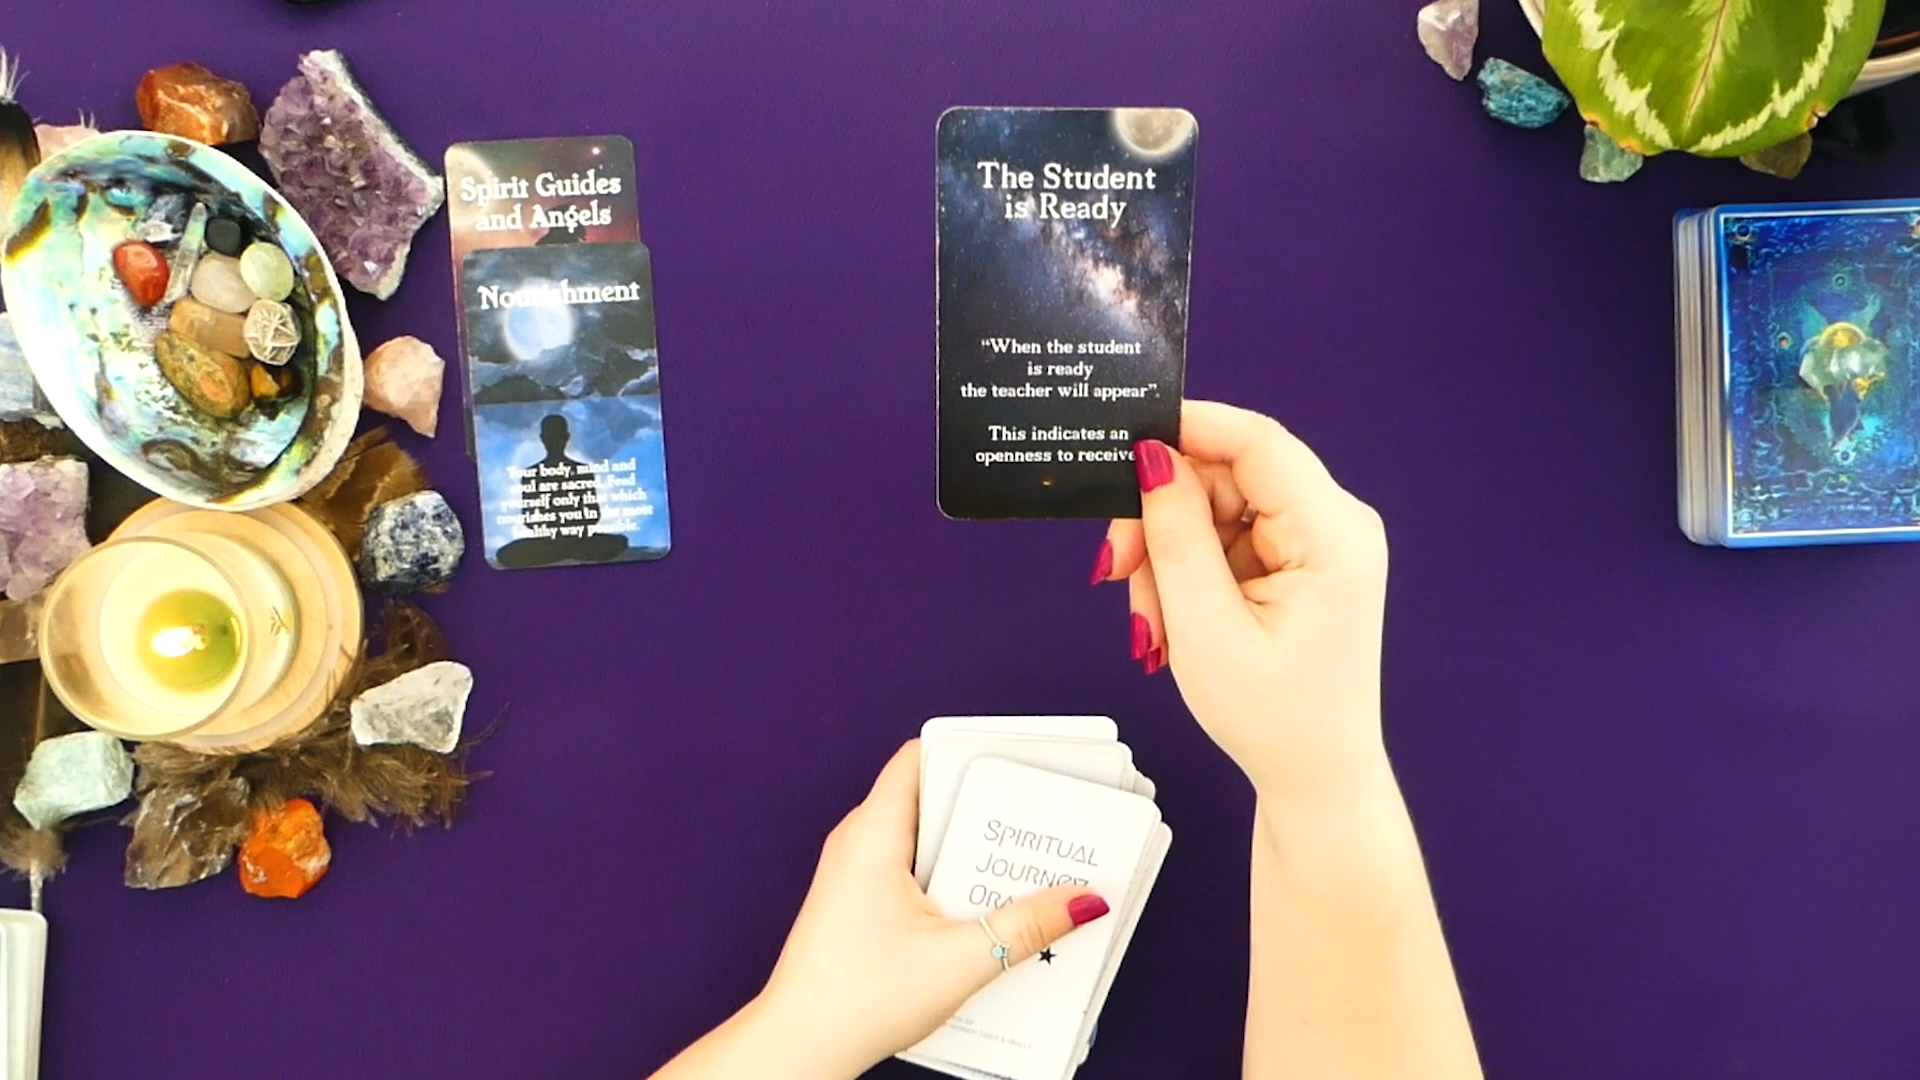 Spirit Guides
and Angels
Nourishment
Your body, mind and
soul are sacred. Feed
yourself only that which
nourishes you in the most
healthy way possible.
The Student
is Ready
“When the student
is ready
the teacher will appear”.
This indicates an
openness to receive
Spiritual
Journey